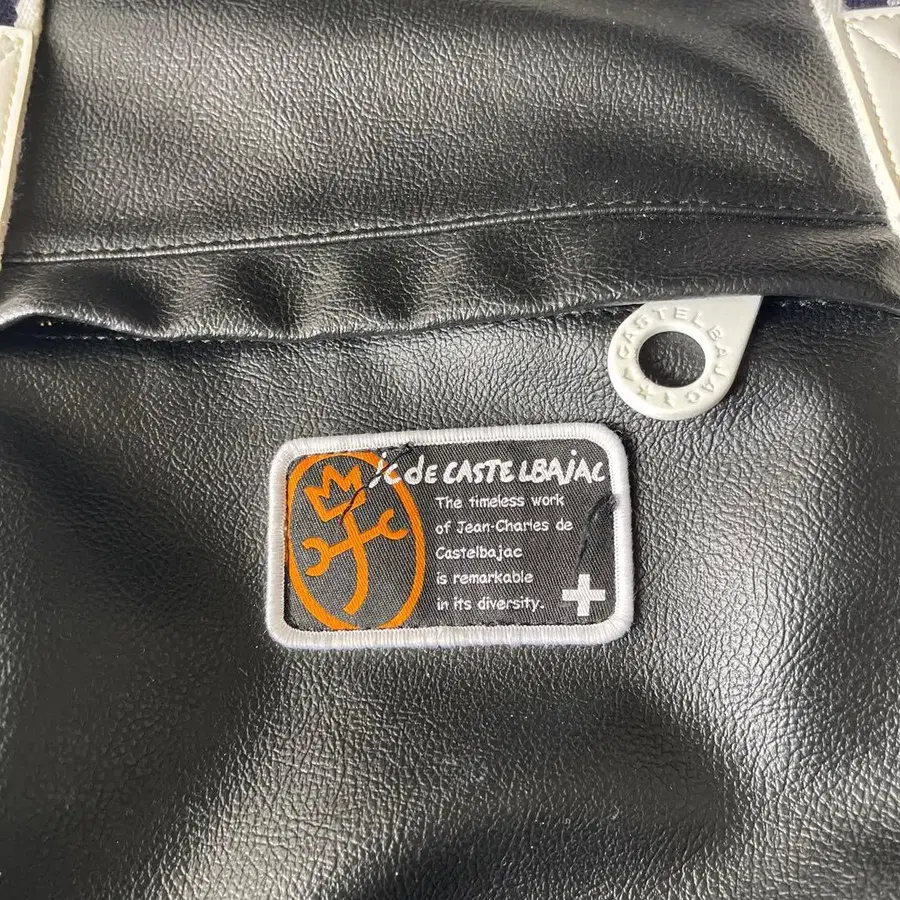 CASTELBAJAC
jc de CASTELBAJAC
The timeless work
of Jean-Charles de
Castelbajac
is remarkable
in its diversity.